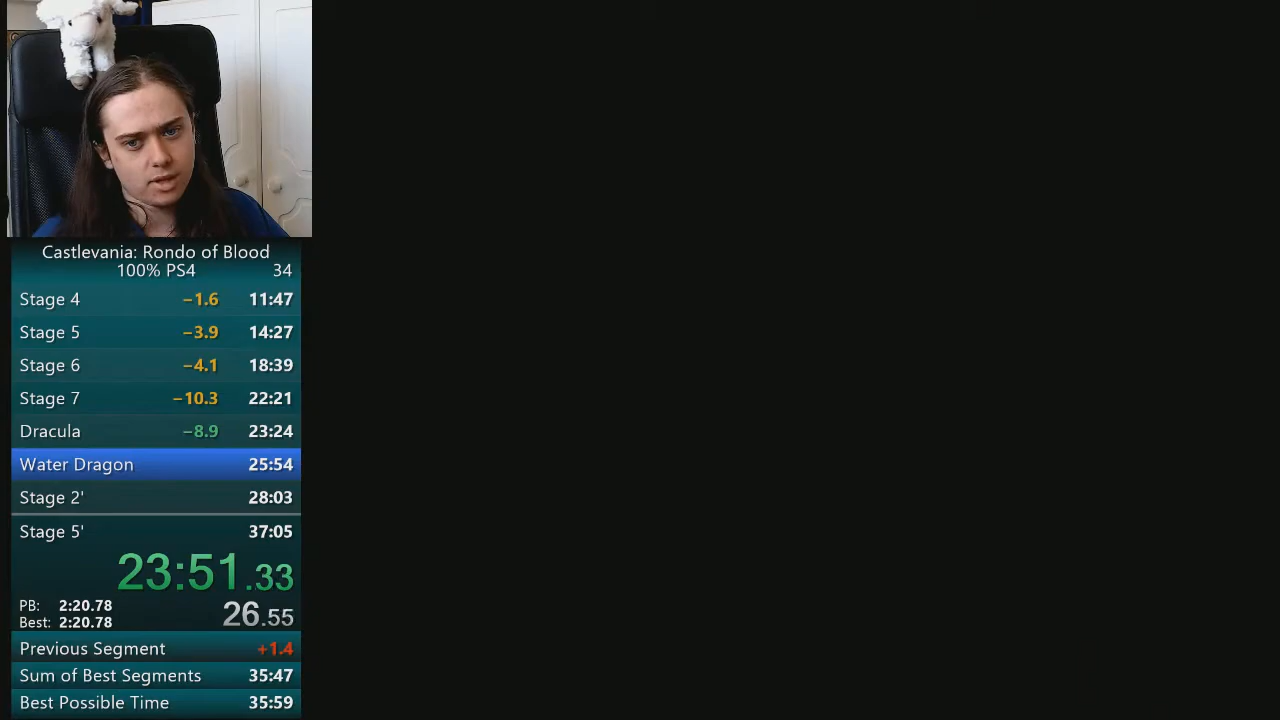 Castlevania: Rondo of Blood
100% PS4 34
Stage 4 −1.6 11:47
Stage 5 −3.9 14:27
Stage 6 −4.1 18:39
Stage 7 −10.3 22:21
Dracula −8.9 23:24
Water Dragon 25:54
Stage 2' 28:03
Stage 5' 37:05
23:51.33
PB: 2:20.78 26.55
Best: 2:20.78
Previous Segment +1.4
Sum of Best Segments 35:47
Best Possible Time 35:59